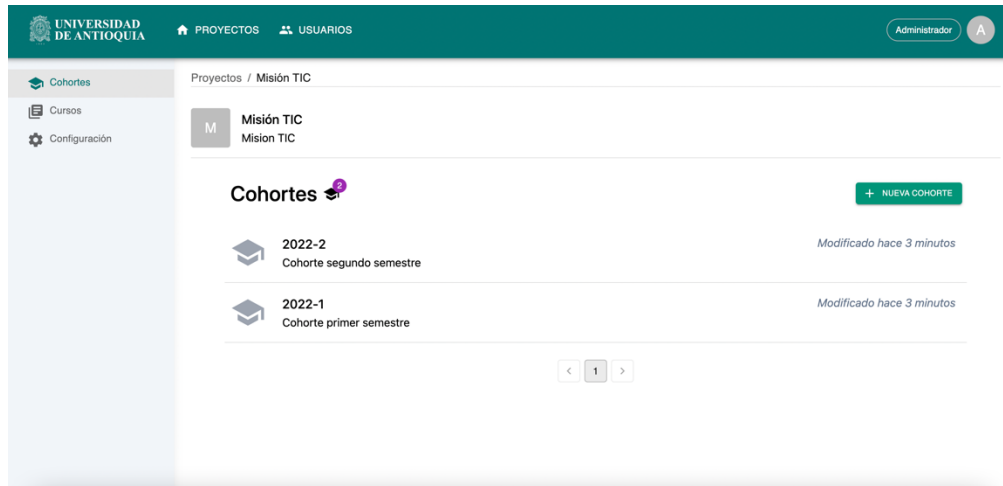 UNIVERSIDAD
DE ANTIOQUIA
PROYECTOS
USUARIOS
Administrador
A
Cohortes
Cursos
Configuración
Proyectos / Misión TIC
M
Misión TIC
Mision TIC
Cohortes 2
+ NUEVA COHORTE
2022-2
Modificado hace 3 minutos
Cohorte segundo semestre
2022-1
Modificado hace 3 minutos
Cohorte primer semestre
< 1 >